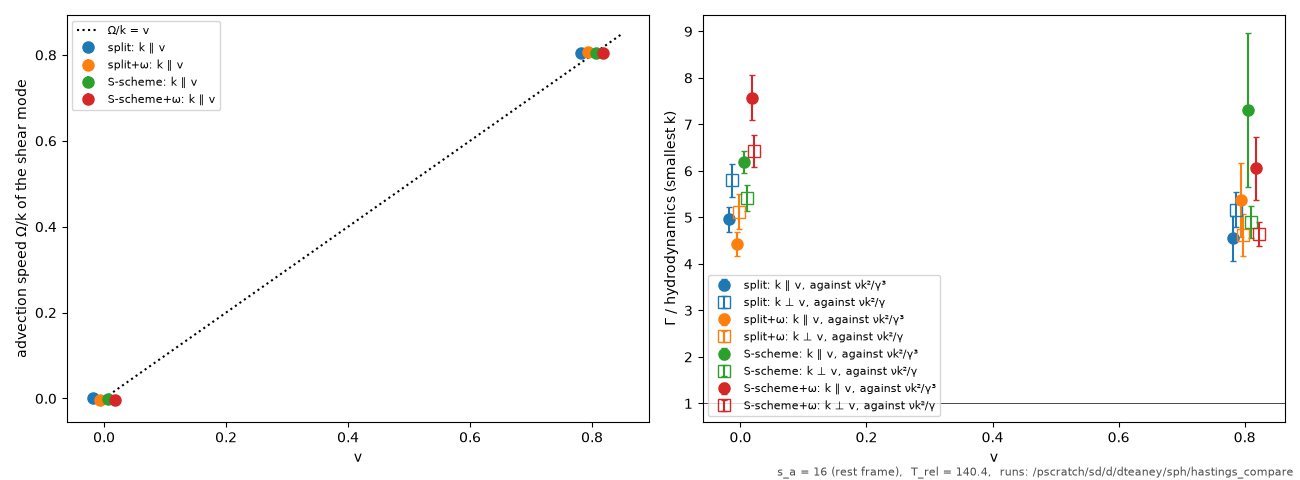 Ω/k = v
split: k ∥ v
split+ω: k ∥ v
S-scheme: k ∥ v
S-scheme+ω: k ∥ v
advection speed Ω/k of the shear mode
0.8
0.6
0.4
0.2
0.0
0.0
0.2
0.4
0.6
0.8
v
Γ / hydrodynamics (smallest k)
9
8
7
6
5
4
3
2
1
split: k ∥ v, against νk²/γ³
split: k ⊥ v, against νk²/γ
split+ω: k ∥ v, against νk²/γ³
split+ω: k ⊥ v, against νk²/γ
S-scheme: k ∥ v, against νk²/γ³
S-scheme: k ⊥ v, against νk²/γ
S-scheme+ω: k ∥ v, against νk²/γ³
S-scheme+ω: k ⊥ v, against νk²/γ
0.0
0.2
0.4
0.6
0.8
v
s_a = 16 (rest frame),  T_rel = 140.4,  runs: /pscratch/sd/d/dteaney/sph/hastings_compare